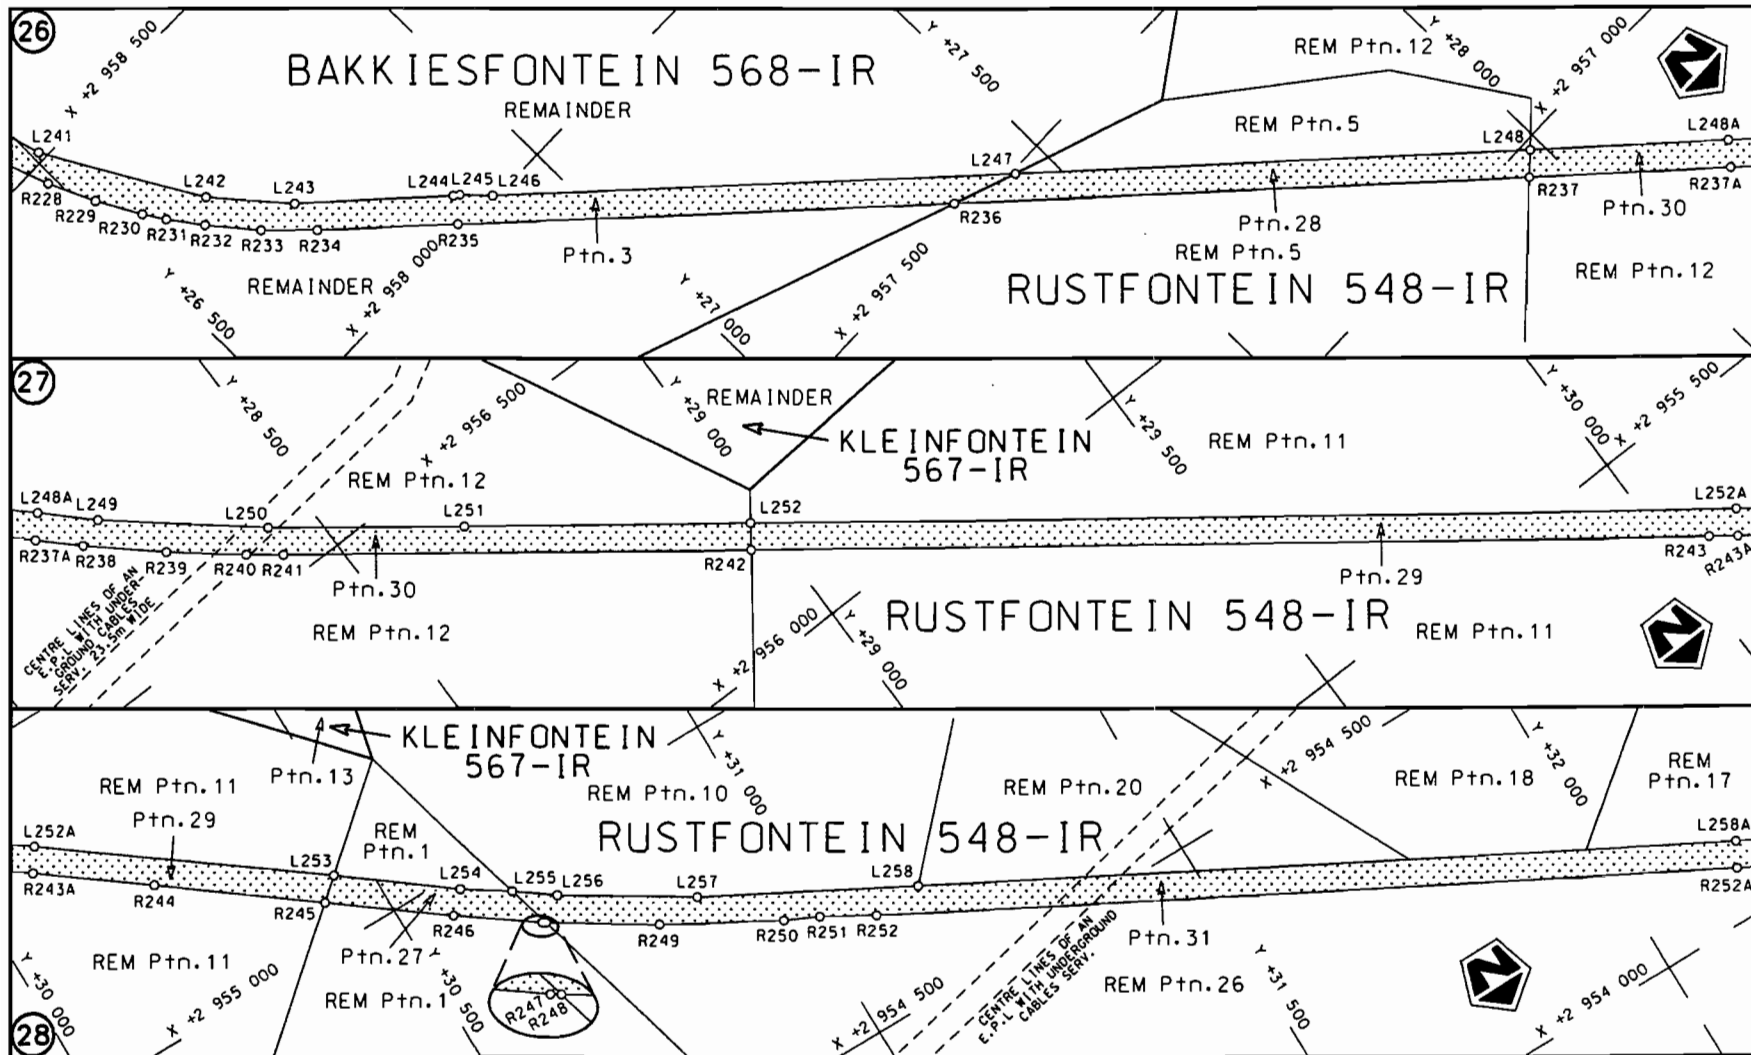 26
X +2 958 500
BAKKIESFONTEIN 568-IR
REMAINDER
Y +27 500
REM Ptn.12
Y +28 000
X +2 957 000
N
L241
L242
L243
L244
L245
L246
L247
REM Ptn.5
L248
L248A
R228
R229
R230
R231
R232
R233
R234
R235
R236
R237
R237A
Ptn.3
Ptn.28
Ptn.30
REM Ptn.5
REM Ptn.12
REMAINDER
Y +26 500
X +2 958 000
Y +27 000
X +2 957 500
RUSTFONTEIN 548-IR
27
Y +28 500
X +2 956 500
REMAINDER
Y +29 000
KLEINFONTEIN
567-IR
Y +29 500
REM Ptn.11
Y +30 000
X +2 955 500
REM Ptn.12
L248A
L249
L250
L251
L252
L252A
R237A
R238
R239
R240
R241
R242
R243
R243A
Ptn.30
Ptn.29
CENTRE LINES OF AN
E.P.L WITH UNDER-
GROUND CABLES
SERV. 23,5m WIDE
REM Ptn.12
X +2 956 000
Y +29 000
RUSTFONTEIN 548-IR
REM Ptn.11
N
28
KLEINFONTEIN
567-IR
Ptn.13
REM Ptn.11
Ptn.29
REM Ptn.10
Y +31 000
REM Ptn.20
X +2 954 500
REM Ptn.18
Y +32 000
REM
Ptn.17
RUSTFONTEIN 548-IR
REM
Ptn.1
L252A
L253
L254
L255
L256
L257
L258
L258A
R243A
R244
R245
R246
R249
R250
R251
R252
R252A
R247
R248
Ptn.27
Ptn.31
REM Ptn.11
REM Ptn.1
REM Ptn.26
Y +30 000
X +2 955 000
Y +30 500
X +2 954 500
CENTRE LINES OF AN
E.P.L WITH UNDERGROUND
CABLES SERV.
Y +31 500
X +2 954 000
N